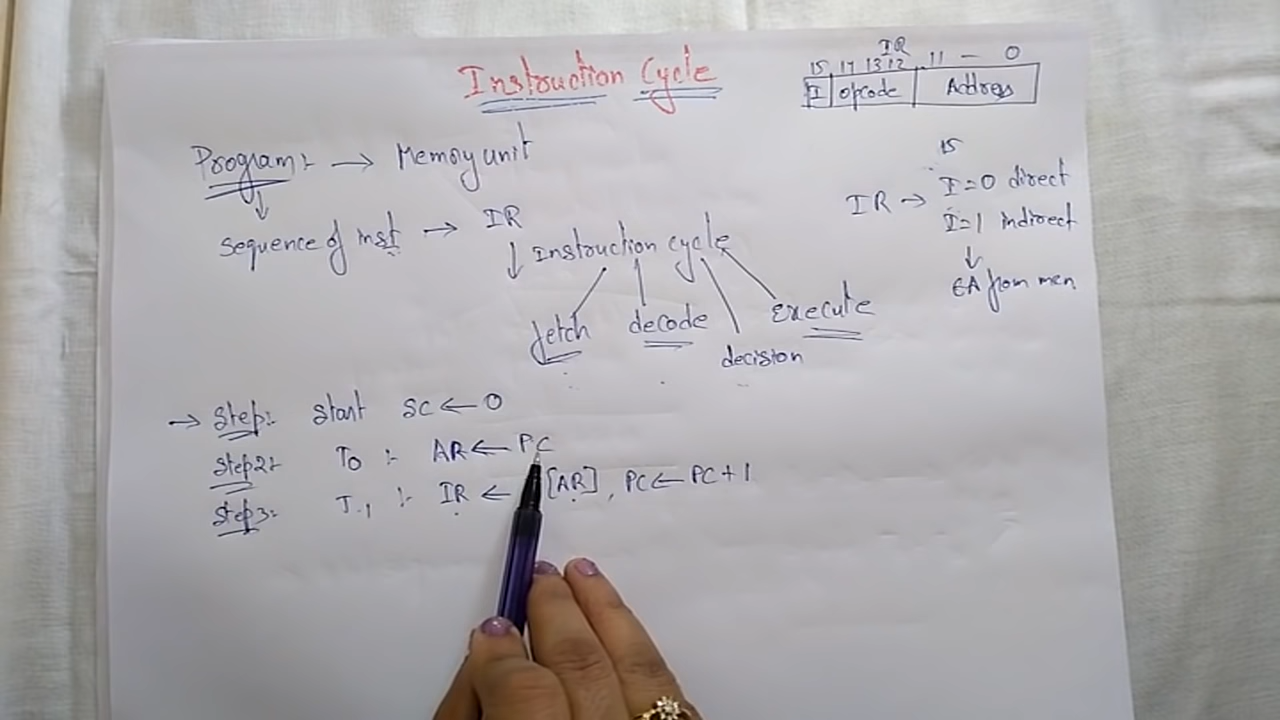 Instruction Cycle
IR
15 14 13 12 11 — 0
I opcode Address
Program:- → Memoy unit
↓
Sequence of inst → IR
↓ Instruction cycle
fetch decode decision Execute
15
IR → I=0 direct
I=1 indirect
↓
EA from mem
→ Step:- start SC ← 0
Step2:- T0 :- AR ← PC
Step3:- T1 :- IR ← [AR], PC ← PC + 1